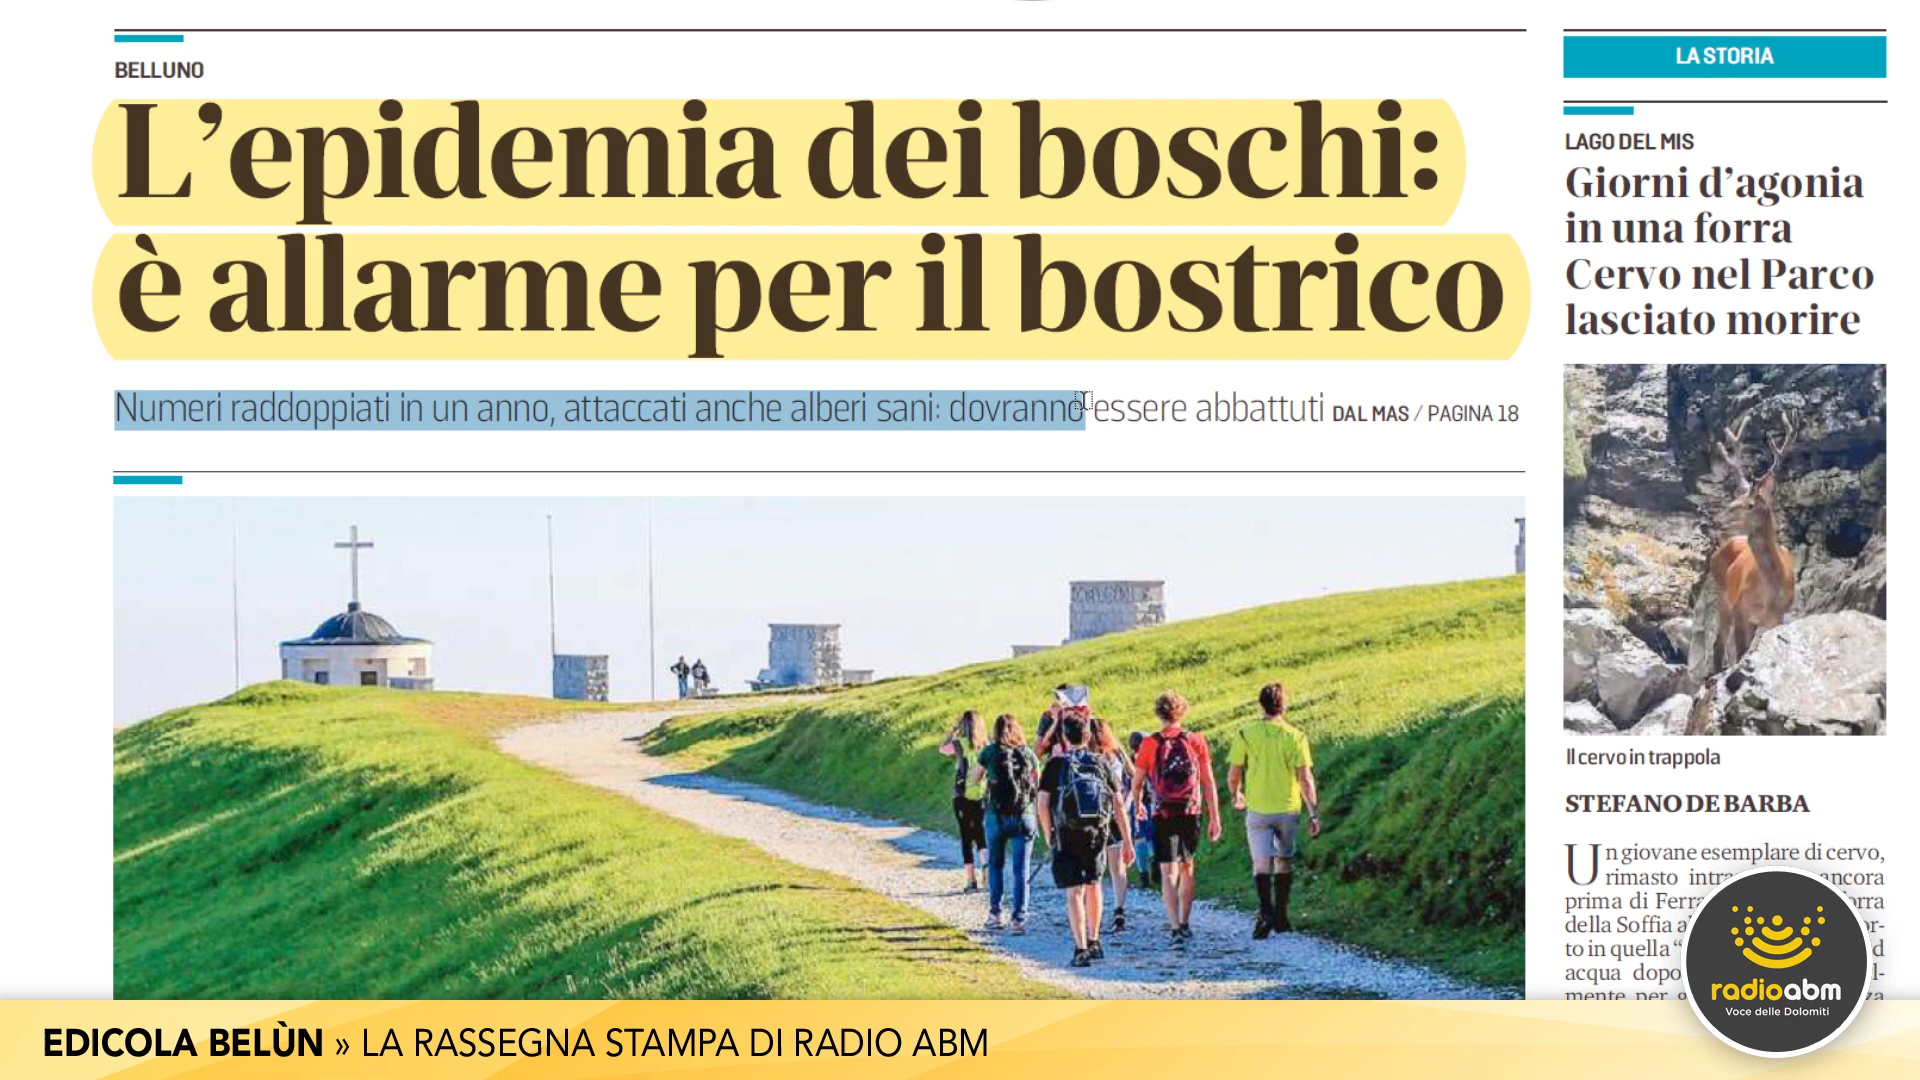 BELLUNO
L’epidemia dei boschi:
è allarme per il bostrico
Numeri raddoppiati in un anno, attaccati anche alberi sani: dovranno essere abbattuti DAL MAS / PAGINA 18
LA STORIA
LAGO DEL MIS
Giorni d’agonia
in una forra
Cervo nel Parco
lasciato morire
Il cervo in trappola
STEFANO DE BARBA
Un giovane esemplare di cervo,
rimasto ancora
prima di
della Soffia
to in quella
acqua dopo
mente per
radioabm
Voce delle Dolomiti
EDICOLA BELÙN » LA RASSEGNA STAMPA DI RADIO ABM